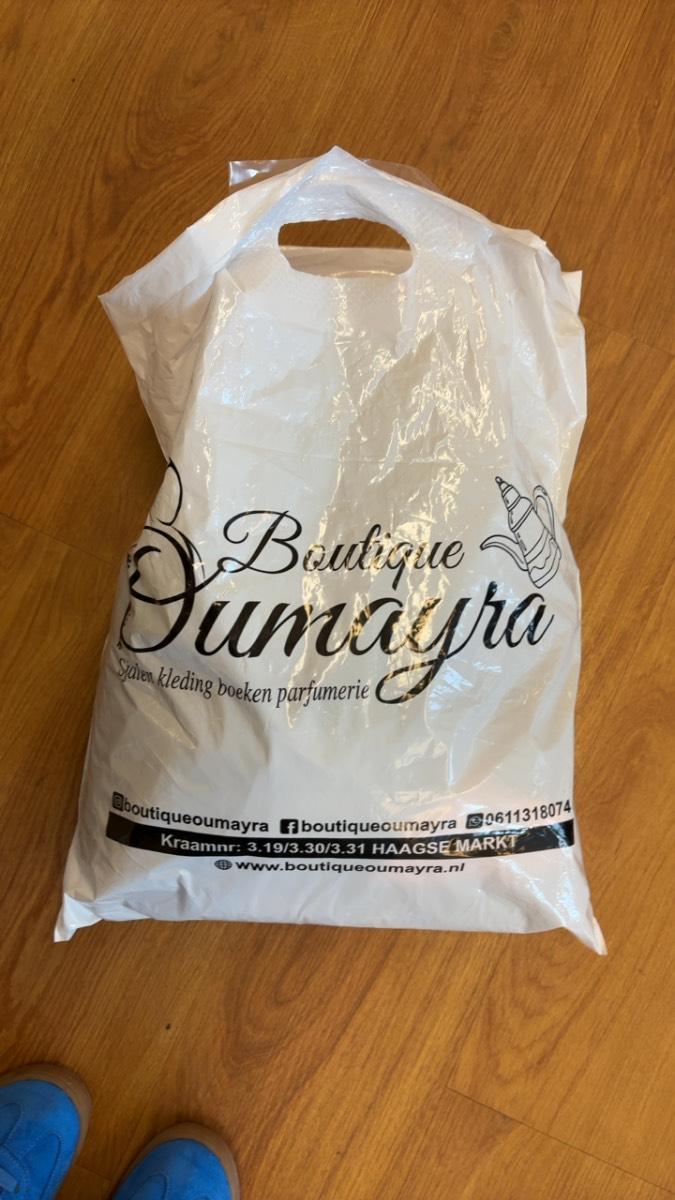 Boutique
Oumayra
Sjalen kleding boeken parfumerie
boutiqueoumayra boutiqueoumayra 0611318074
Kraamnr: 3.19/3.30/3.31 HAAGSE MARKT
www.boutiqueoumayra.nl